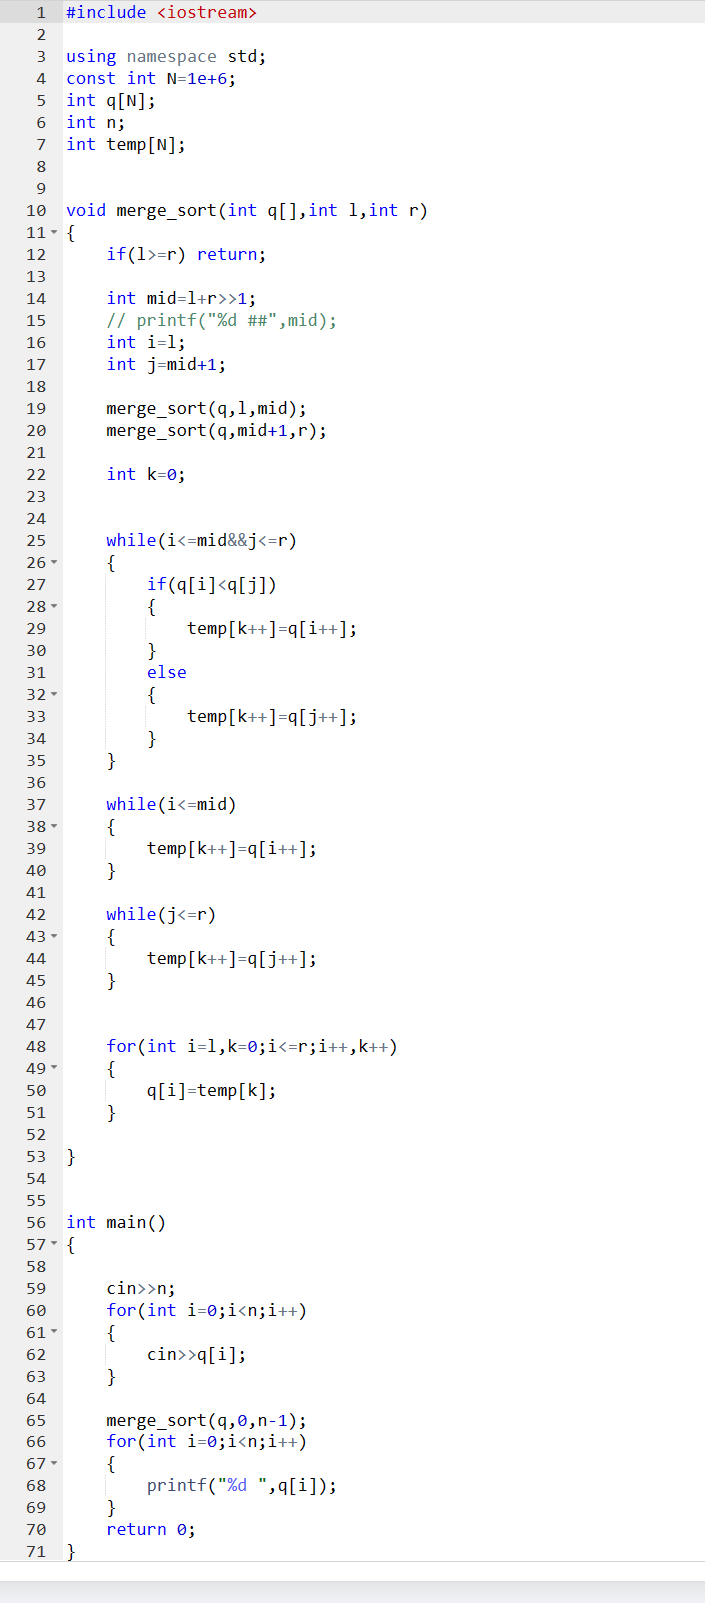 1 #include <iostream>
2
3 using namespace std;
4 const int N=1e+6;
5 int q[N];
6 int n;
7 int temp[N];
8
9
10 void merge_sort(int q[],int l,int r)
11 {
12 if(l>=r) return;
13
14 int mid=l+r>>1;
15 // printf("%d ##",mid);
16 int i=l;
17 int j=mid+1;
18
19 merge_sort(q,l,mid);
20 merge_sort(q,mid+1,r);
21
22 int k=0;
23
24
25 while(i<=mid&&j<=r)
26 {
27 if(q[i]<q[j])
28 {
29 temp[k++]=q[i++];
30 }
31 else
32 {
33 temp[k++]=q[j++];
34 }
35 }
36
37 while(i<=mid)
38 {
39 temp[k++]=q[i++];
40 }
41
42 while(j<=r)
43 {
44 temp[k++]=q[j++];
45 }
46
47
48 for(int i=l,k=0;i<=r;i++,k++)
49 {
50 q[i]=temp[k];
51 }
52
53 }
54
55
56 int main()
57 {
58
59 cin>>n;
60 for(int i=0;i<n;i++)
61 {
62 cin>>q[i];
63 }
64
65 merge_sort(q,0,n-1);
66 for(int i=0;i<n;i++)
67 {
68 printf("%d ",q[i]);
69 }
70 return 0;
71 }